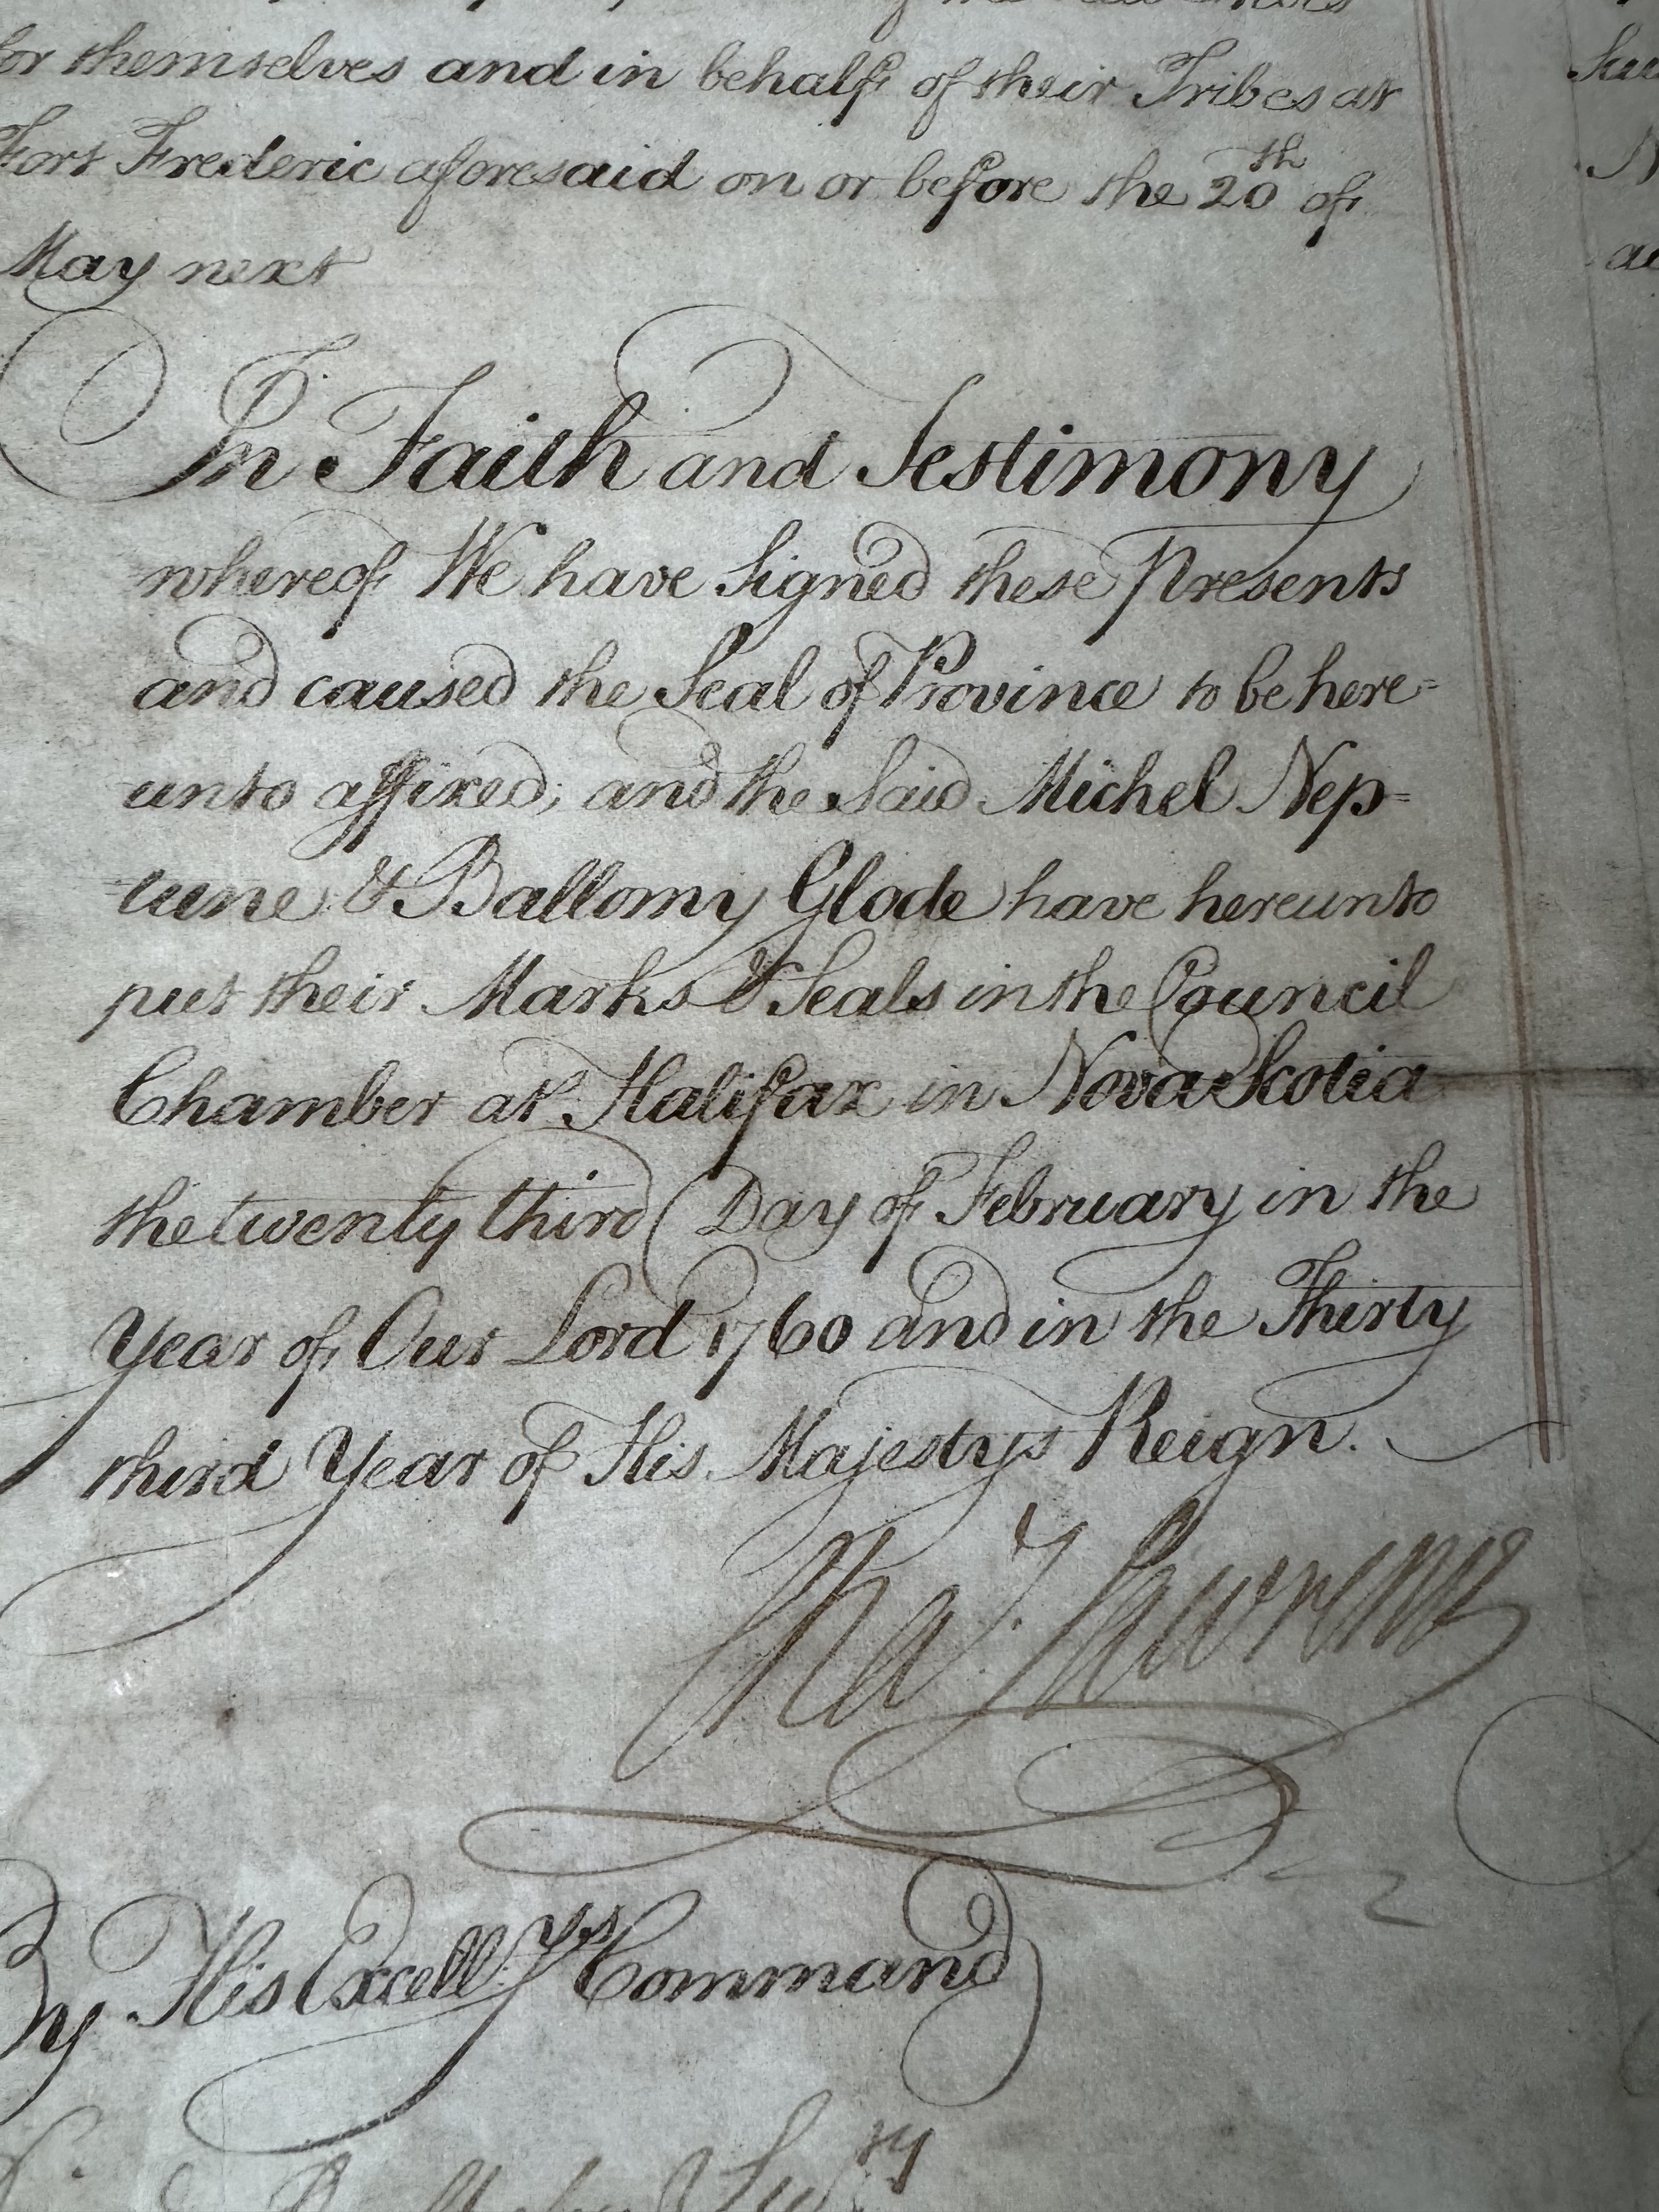 for themselves and in behalf of their Tribes at
Fort Frederic aforesaid on or before the 20th of
May next
In Faith and Testimony
whereof We have Signed these Presents
and caused the Seal of Province to be here=
unto affixed; and the Said Michel Nep=
tune & Ballomy Glode have hereunto
put their Marks & Seals in the Council
Chamber at Halifax in Nova Scotia
the twenty third Day of February in the
Year of Our Lord 1760 and in the Thirty
third Year of His Majestys Reign.
Chas. Lawrence
By His Excellys Command